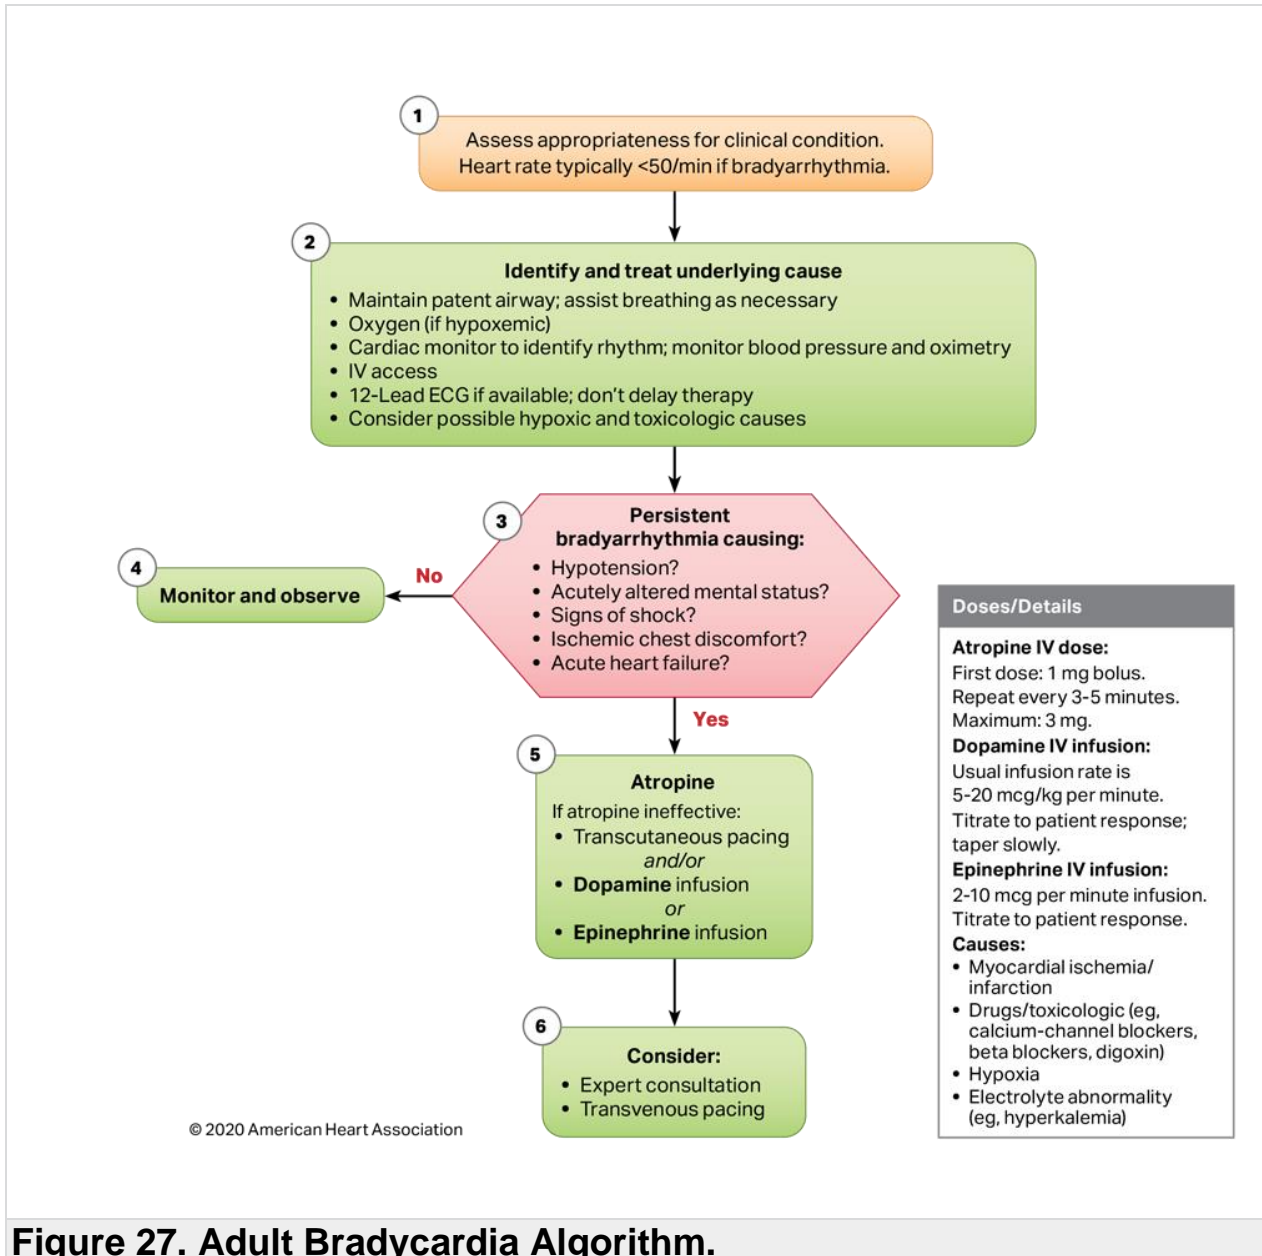 1
Assess appropriateness for clinical condition.
Heart rate typically <50/min if bradyarrhythmia.
2
Identify and treat underlying cause
• Maintain patent airway; assist breathing as necessary
• Oxygen (if hypoxemic)
• Cardiac monitor to identify rhythm; monitor blood pressure and oximetry
• IV access
• 12-Lead ECG if available; don't delay therapy
• Consider possible hypoxic and toxicologic causes
3
Persistent
bradyarrhythmia causing:
• Hypotension?
• Acutely altered mental status?
• Signs of shock?
• Ischemic chest discomfort?
• Acute heart failure?
No
4
Monitor and observe
Yes
5
Atropine
If atropine ineffective:
• Transcutaneous pacing
and/or
• Dopamine infusion
or
• Epinephrine infusion
6
Consider:
• Expert consultation
• Transvenous pacing
Doses/Details
Atropine IV dose:
First dose: 1 mg bolus.
Repeat every 3-5 minutes.
Maximum: 3 mg.
Dopamine IV infusion:
Usual infusion rate is
5-20 mcg/kg per minute.
Titrate to patient response;
taper slowly.
Epinephrine IV infusion:
2-10 mcg per minute infusion.
Titrate to patient response.
Causes:
• Myocardial ischemia/
infarction
• Drugs/toxicologic (eg,
calcium-channel blockers,
beta blockers, digoxin)
• Hypoxia
• Electrolyte abnormality
(eg, hyperkalemia)
© 2020 American Heart Association
Figure 27. Adult Bradycardia Algorithm.